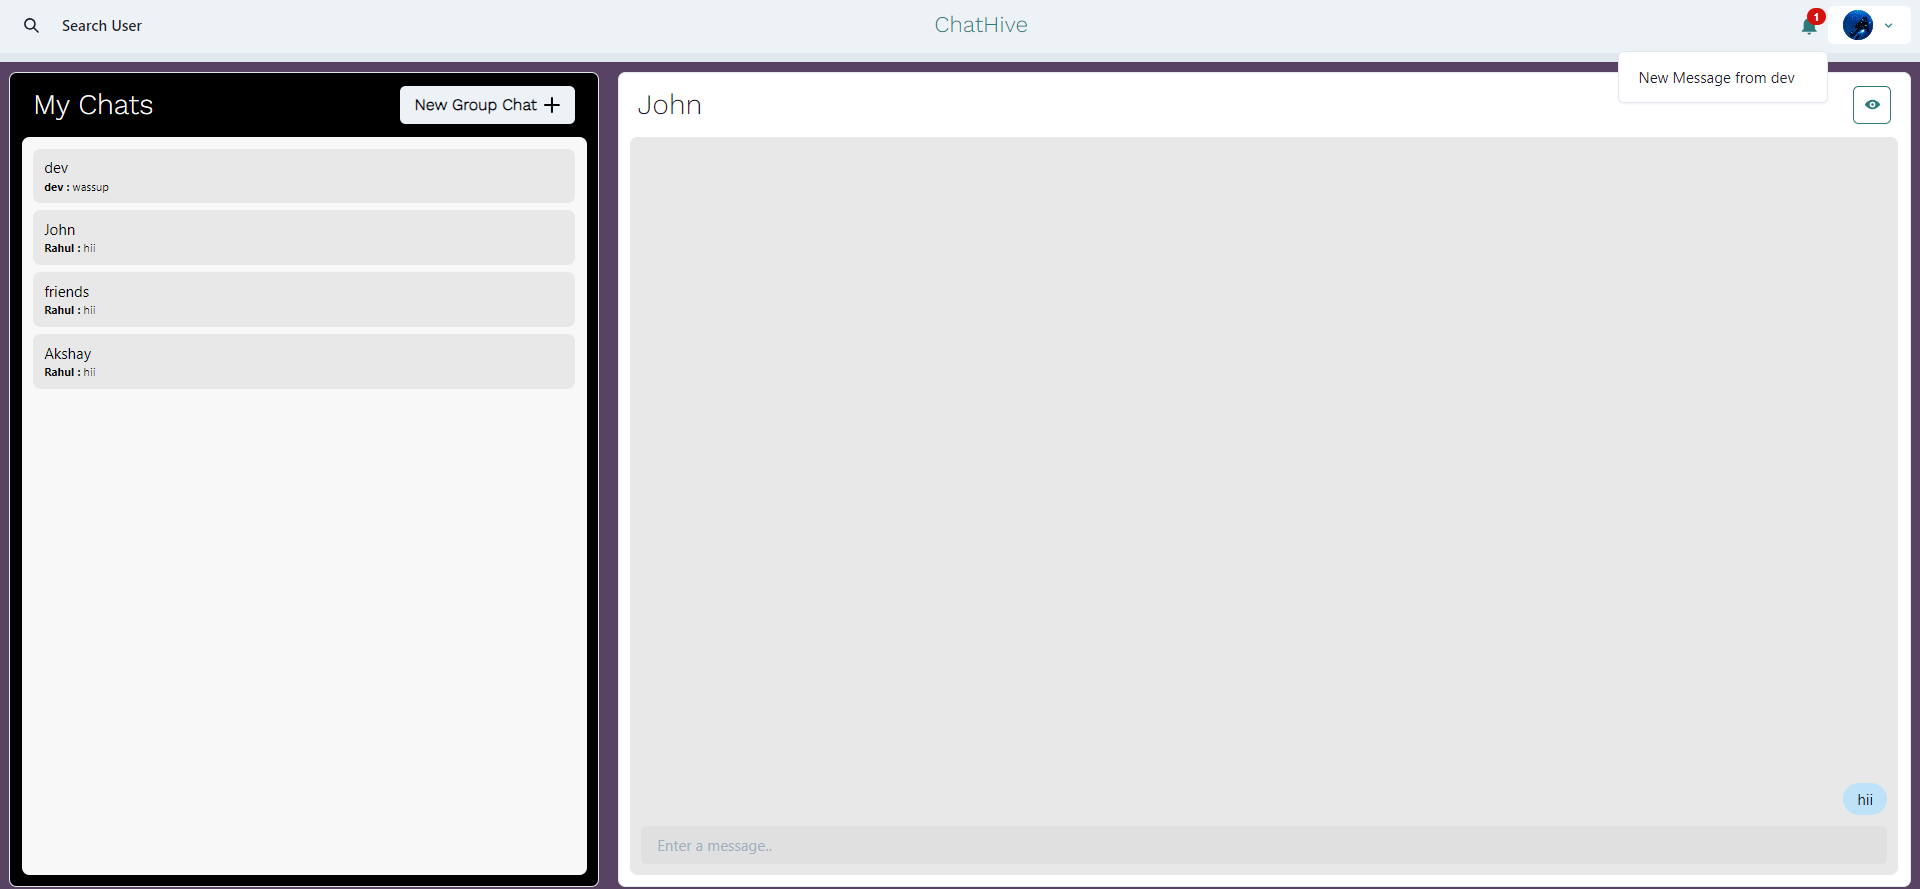 Search User
ChatHive
1
New Message from dev
My Chats
New Group Chat
dev
dev : wassup
John
Rahul : hii
friends
Rahul : hii
Akshay
Rahul : hii
John
hii
Enter a message..